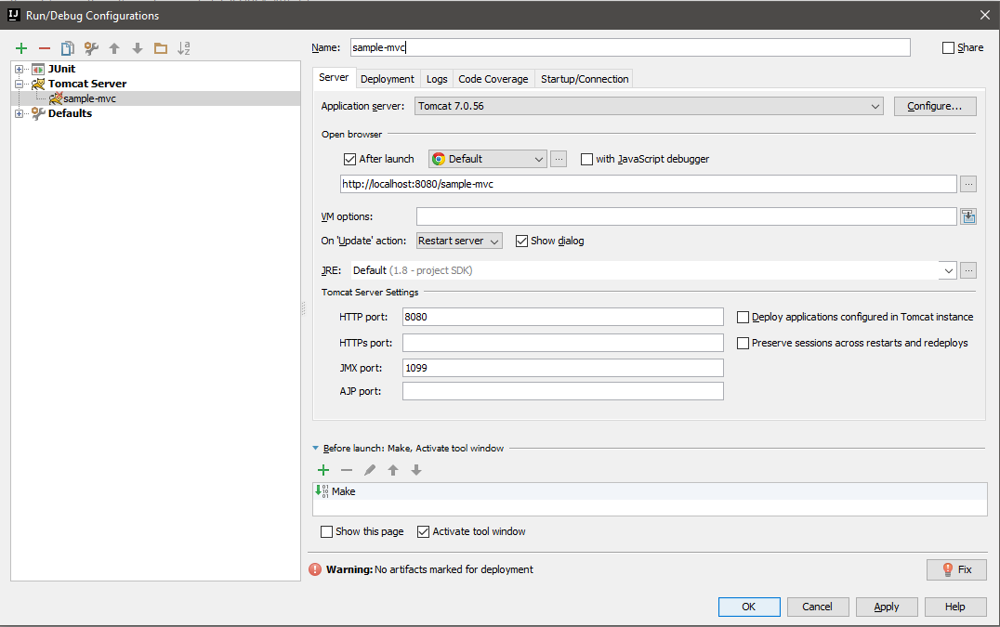 Run/Debug Configurations
Name: sample-mvc Share
JUnit
Tomcat Server
sample-mvc
Defaults
Server Deployment Logs Code Coverage Startup/Connection
Application server: Tomcat 7.0.56 Configure...
Open browser
After launch Default ... with JavaScript debugger
http://localhost:8080/sample-mvc ...
VM options:
On 'Update' action: Restart server Show dialog
JRE: Default (1.8 - project SDK) ...
Tomcat Server Settings
HTTP port: 8080 Deploy applications configured in Tomcat instance
HTTPs port: Preserve sessions across restarts and redeploys
JMX port: 1099
AJP port:
Before launch: Make, Activate tool window
Make
Show this page Activate tool window
Warning: No artifacts marked for deployment Fix
OK Cancel Apply Help